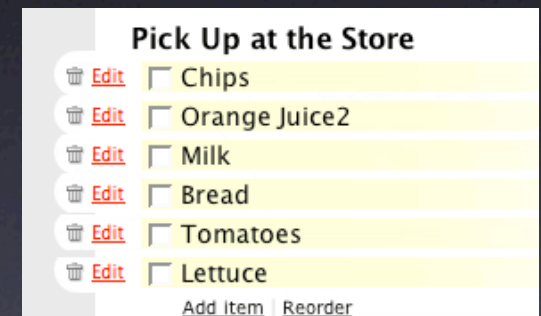 Pick Up at the Store
Edit Chips
Edit Orange Juice2
Edit Milk
Edit Bread
Edit Tomatoes
Edit Lettuce
Add item | Reorder